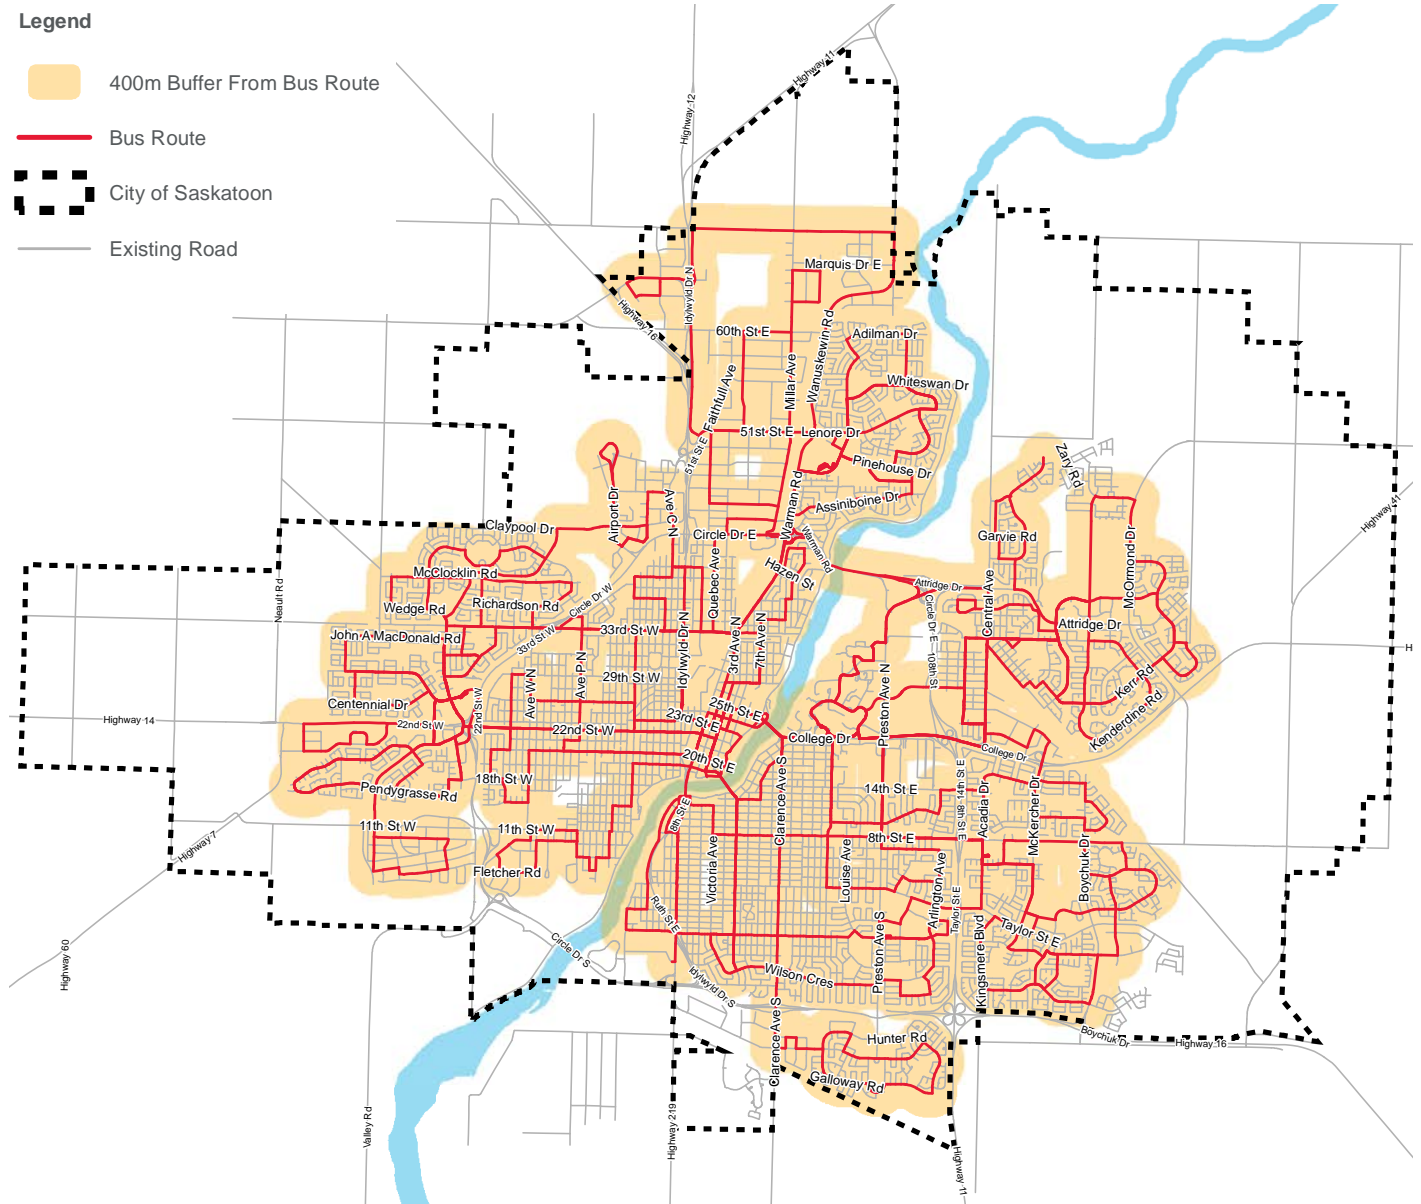 Legend
400m Buffer From Bus Route
Bus Route
City of Saskatoon
Existing Road
Highway 11
Highway 12
Marquis Dr E
Idylwyld Dr N
Highway 16
60th St E
Wanuskewin Rd
Adilman Dr
Millar Ave
Faithfull Ave
Whiteswan Dr
51st St E
Lenore Dr
51st St E
Pinehouse Dr
Zary Rd
Airport Dr
Ave C N
Warman Rd
Assiniboine Dr
Highway 41
Claypool Dr
Circle Dr E
Warman Rd
Garvie Rd
McOrmond Dr
McClocklin Rd
Quebec Ave
Hazen St
Attridge Dr
Central Ave
Neault Rd
Wedge Rd
Richardson Rd
Circle Dr W
Circle Dr E
Attridge Dr
John A MacDonald Rd
33rd St W
33rd St W
Idylwyld Dr N
3rd Ave N
7th Ave N
108th St
H
29th St W
Ave W N
Ave P N
Preston Ave N
Kerr Rd
Centennial Dr
22nd St W
25th St E
Kenderdine Rd
Highway 14
22nd St W
22nd St W
23rd St E
College Dr
College Dr
20th St E
18th St W
Pendygrasse Rd
14th St E
14th St E
Clarence Ave S
Acadia Dr
McKercher Dr
11th St W
11th St W
8th St E
8th St E
8th St E
Highway 7
Fletcher Rd
Victoria Ave
Louise Ave
Arlington Ave
Boychuk Dr
Ruth St E
Taylor St E
Taylor St E
Highway 60
Circle Dr S
Preston Ave S
Kingsmere Blvd
Idylwyld Dr S
Wilson Cres
Clarence Ave S
Hunter Rd
Boychuk Dr
Highway 16
Galloway Rd
Valley Rd
Highway 219
Highway 11